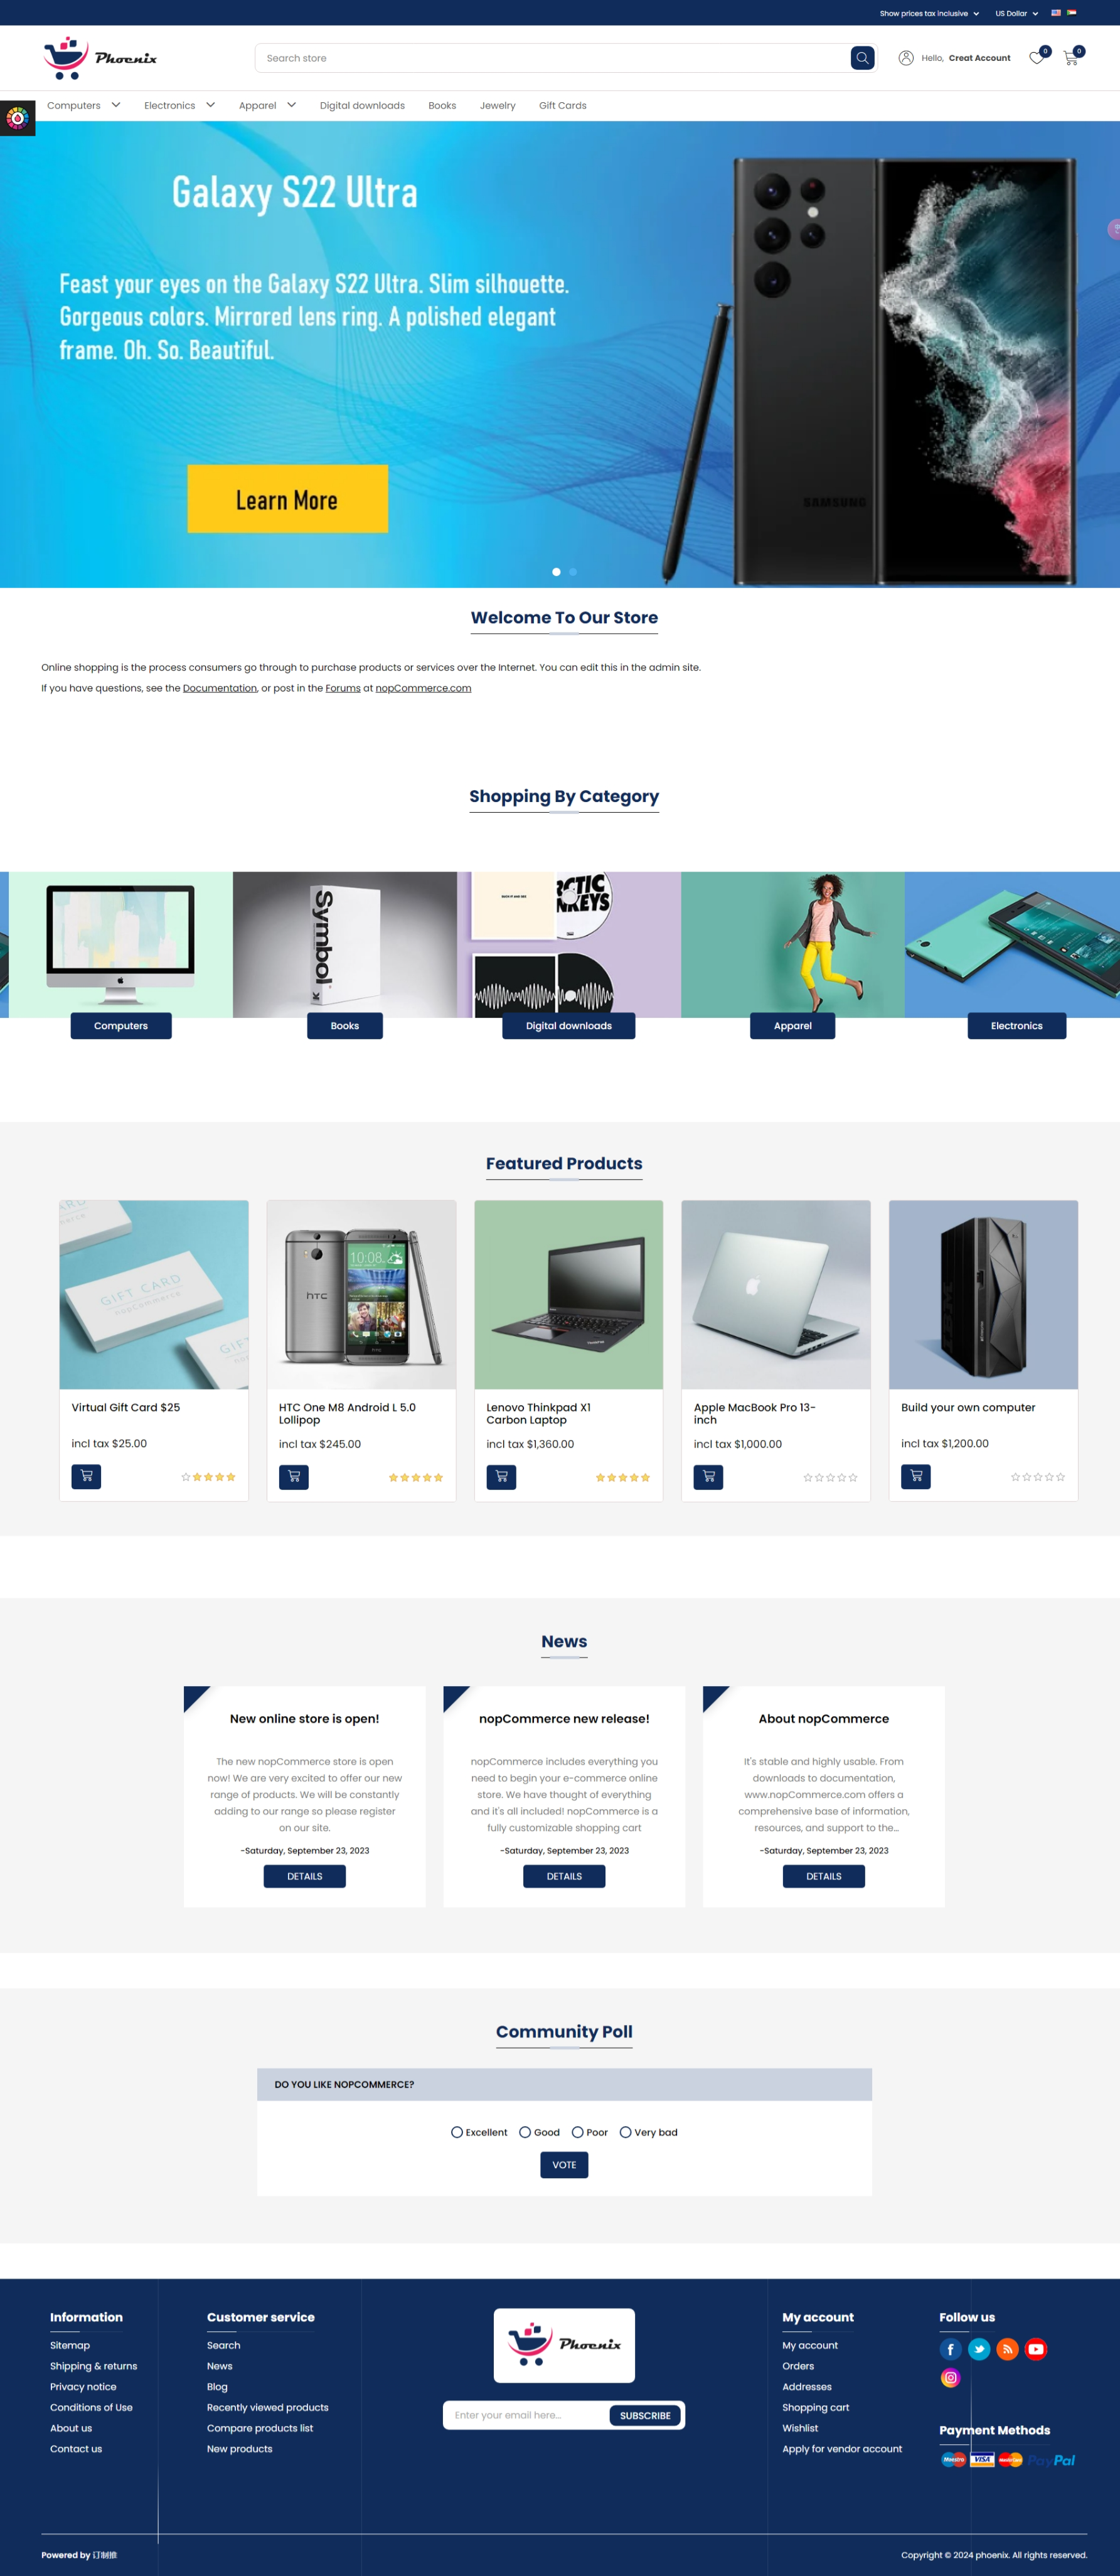 Show prices tax inclusive
US Dollar
Phoenix
Search store
Hello, Creat Account
0
0
Computers
Electronics
Apparel
Digital downloads
Books
Jewelry
Gift Cards
Galaxy S22 Ultra
Feast your eyes on the Galaxy S22 Ultra. Slim silhouette.
Gorgeous colors. Mirrored lens ring. A polished elegant
frame. Oh. So. Beautiful.
Learn More
SAMSUNG
Welcome To Our Store
Online shopping is the process consumers go through to purchase products or services over the Internet. You can edit this in the admin site.
If you have questions, see the Documentation, or post in the Forums at nopCommerce.com
Shopping By Category
Symbol
CTIC
NKEYS
Computers
Books
Digital downloads
Apparel
Electronics
Featured Products
GIFT CARD
nopCommerce
hTC
10:08
Virtual Gift Card $25
incl tax $25.00
HTC One M8 Android L 5.0
Lollipop
incl tax $245.00
Lenovo Thinkpad X1
Carbon Laptop
incl tax $1,360.00
Apple MacBook Pro 13-
inch
incl tax $1,000.00
Build your own computer
incl tax $1,200.00
News
New online store is open!
The new nopCommerce store is open
now! We are very excited to offer our new
range of products. We will be constantly
adding to our range so please register
on our site.
-Saturday, September 23, 2023
DETAILS
nopCommerce new release!
nopCommerce includes everything you
need to begin your e-commerce online
store. We have thought of everything
and it's all included! nopCommerce is a
fully customizable shopping cart
-Saturday, September 23, 2023
DETAILS
About nopCommerce
It's stable and highly usable. From
downloads to documentation,
www.nopCommerce.com offers a
comprehensive base of information,
resources, and support to the...
-Saturday, September 23, 2023
DETAILS
Community Poll
DO YOU LIKE NOPCOMMERCE?
Excellent
Good
Poor
Very bad
VOTE
Information
Sitemap
Shipping & returns
Privacy notice
Conditions of Use
About us
Contact us
Customer service
Search
News
Blog
Recently viewed products
Compare products list
New products
Phoenix
Enter your email here...
SUBSCRIBE
My account
My account
Orders
Addresses
Shopping cart
Wishlist
Apply for vendor account
Follow us
Payment Methods
Maestro
VISA
MasterCard
PayPal
Powered by 订制推
Copyright © 2024 phoenix. All rights reserved.